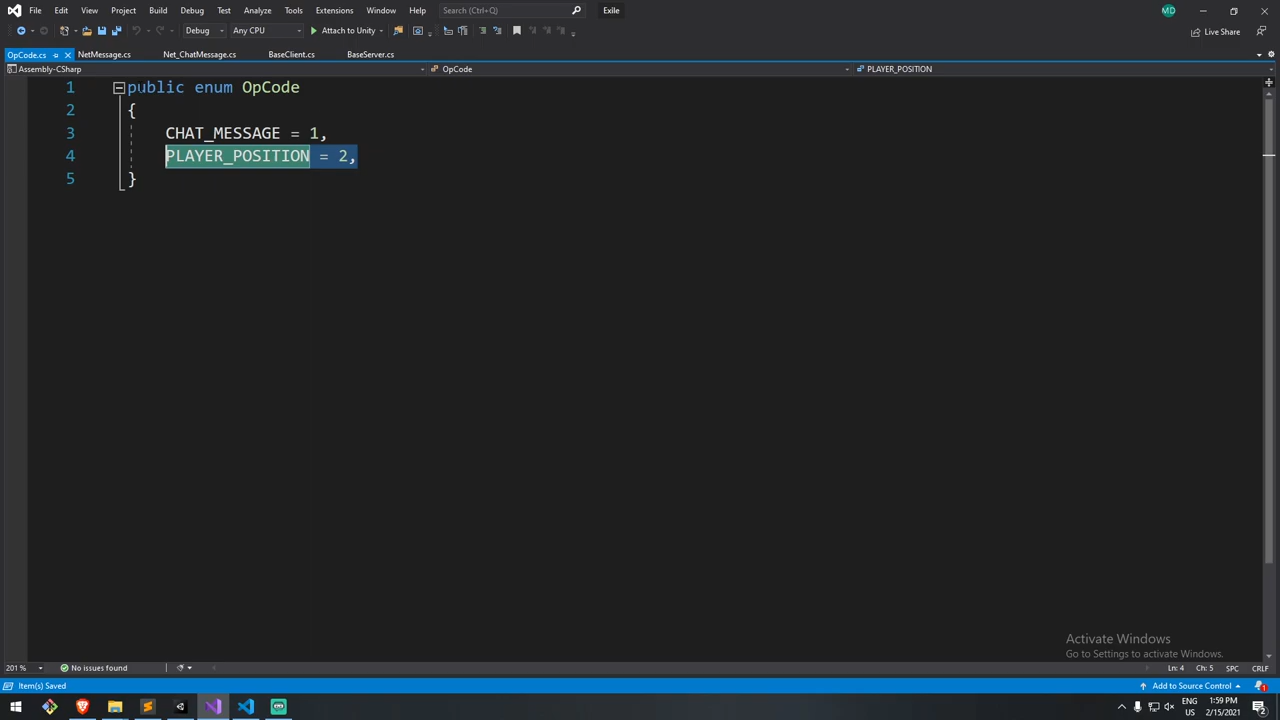 File Edit View Project Build Debug Test Analyze Tools Extensions Window Help Search (Ctrl+Q) Exile MD
Debug Any CPU Attach to Unity Live Share
OpCode.cs NetMessage.cs Net_ChatMessage.cs BaseClient.cs BaseServer.cs
Assembly-CSharp OpCode PLAYER_POSITION
1 public enum OpCode
2 {
3 CHAT_MESSAGE = 1,
4 PLAYER_POSITION = 2,
5 }
Activate Windows
Go to Settings to activate Windows.
201 % No issues found Ln: 4 Ch: 5 SPC CRLF
Item(s) Saved Add to Source Control 1
ENG 1:59 PM
US 2/15/2021 2